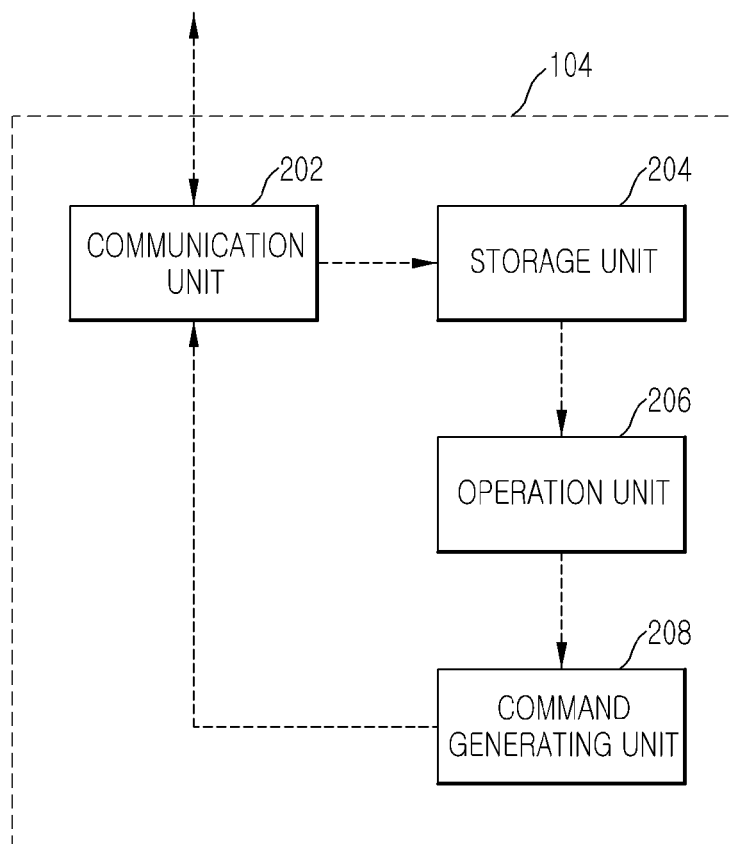 104
202
204
COMMUNICATION
UNIT
STORAGE UNIT
206
OPERATION UNIT
208
COMMAND
GENERATING UNIT